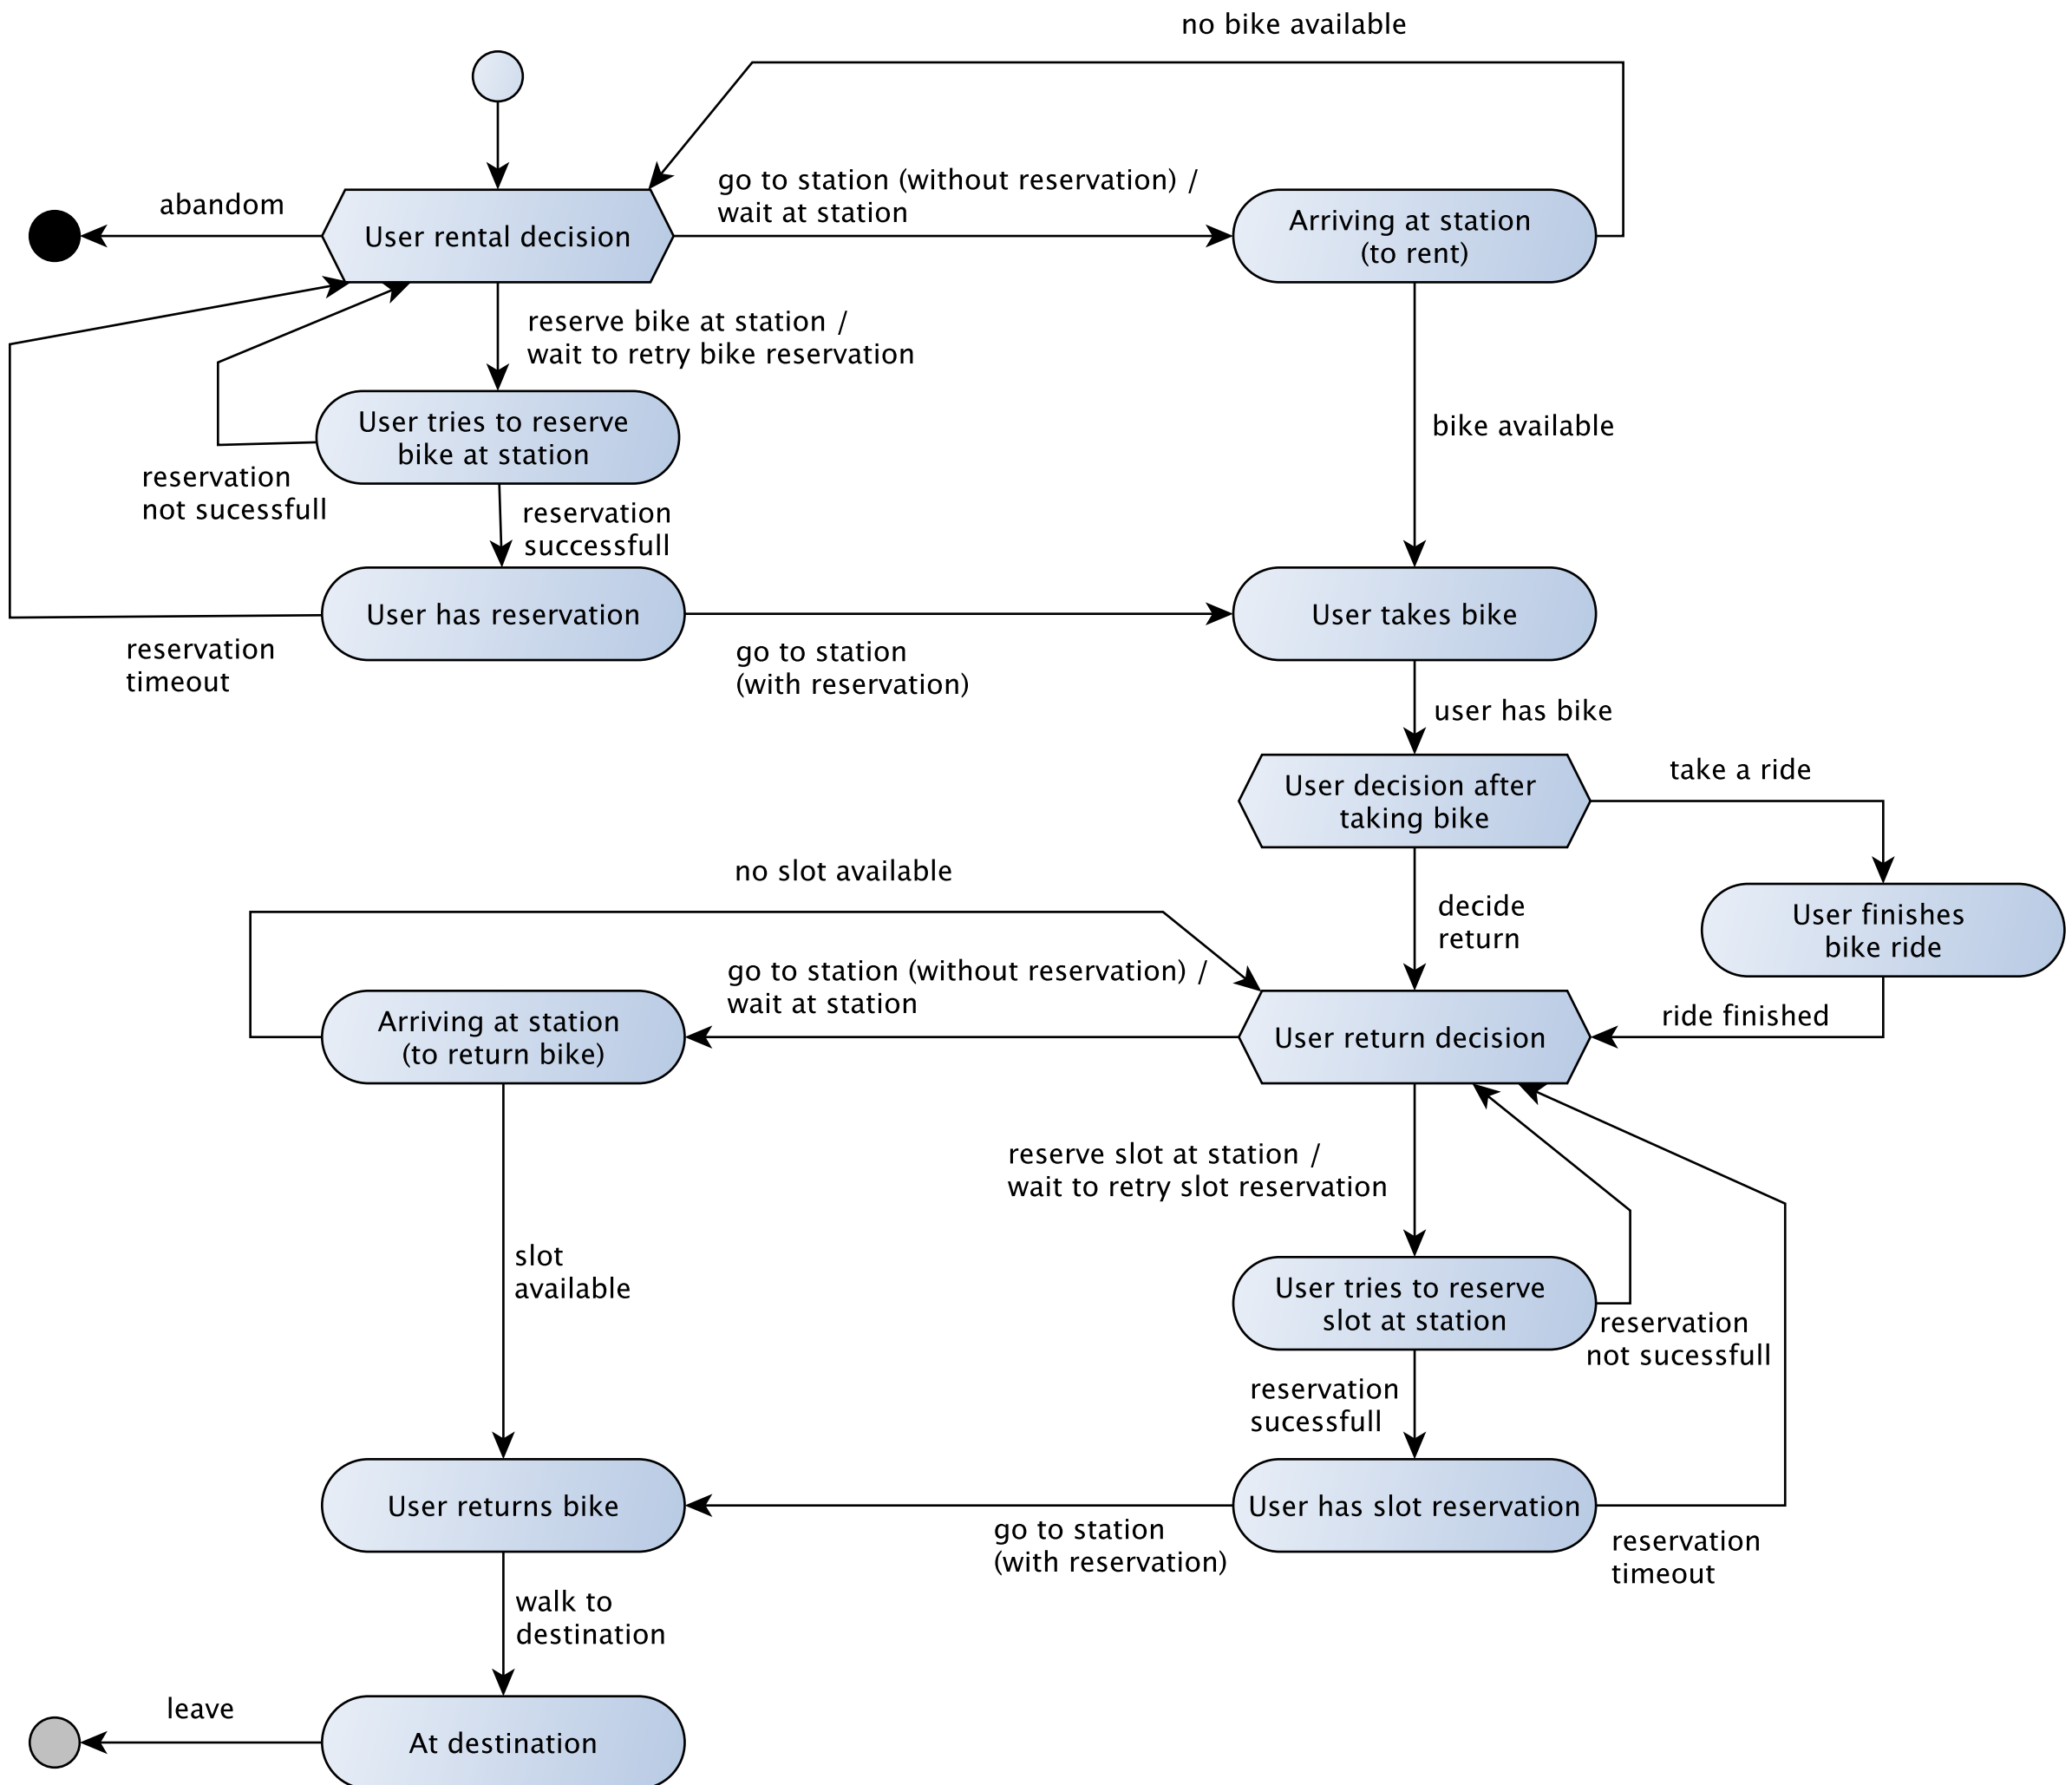 no bike available
abandom
User rental decision
go to station (without reservation) /
wait at station
Arriving at station
(to rent)
reserve bike at station /
wait to retry bike reservation
User tries to reserve
bike at station
bike available
reservation
not sucessfull
reservation
successfull
User has reservation
User takes bike
reservation
timeout
go to station
(with reservation)
user has bike
User decision after
taking bike
take a ride
no slot available
decide
return
User finishes
bike ride
go to station (without reservation) /
wait at station
Arriving at station
(to return bike)
User return decision
ride finished
reserve slot at station /
wait to retry slot reservation
slot
available
User tries to reserve
slot at station
reservation
not sucessfull
reservation
sucessfull
User returns bike
User has slot reservation
go to station
(with reservation)
reservation
timeout
walk to
destination
leave
At destination